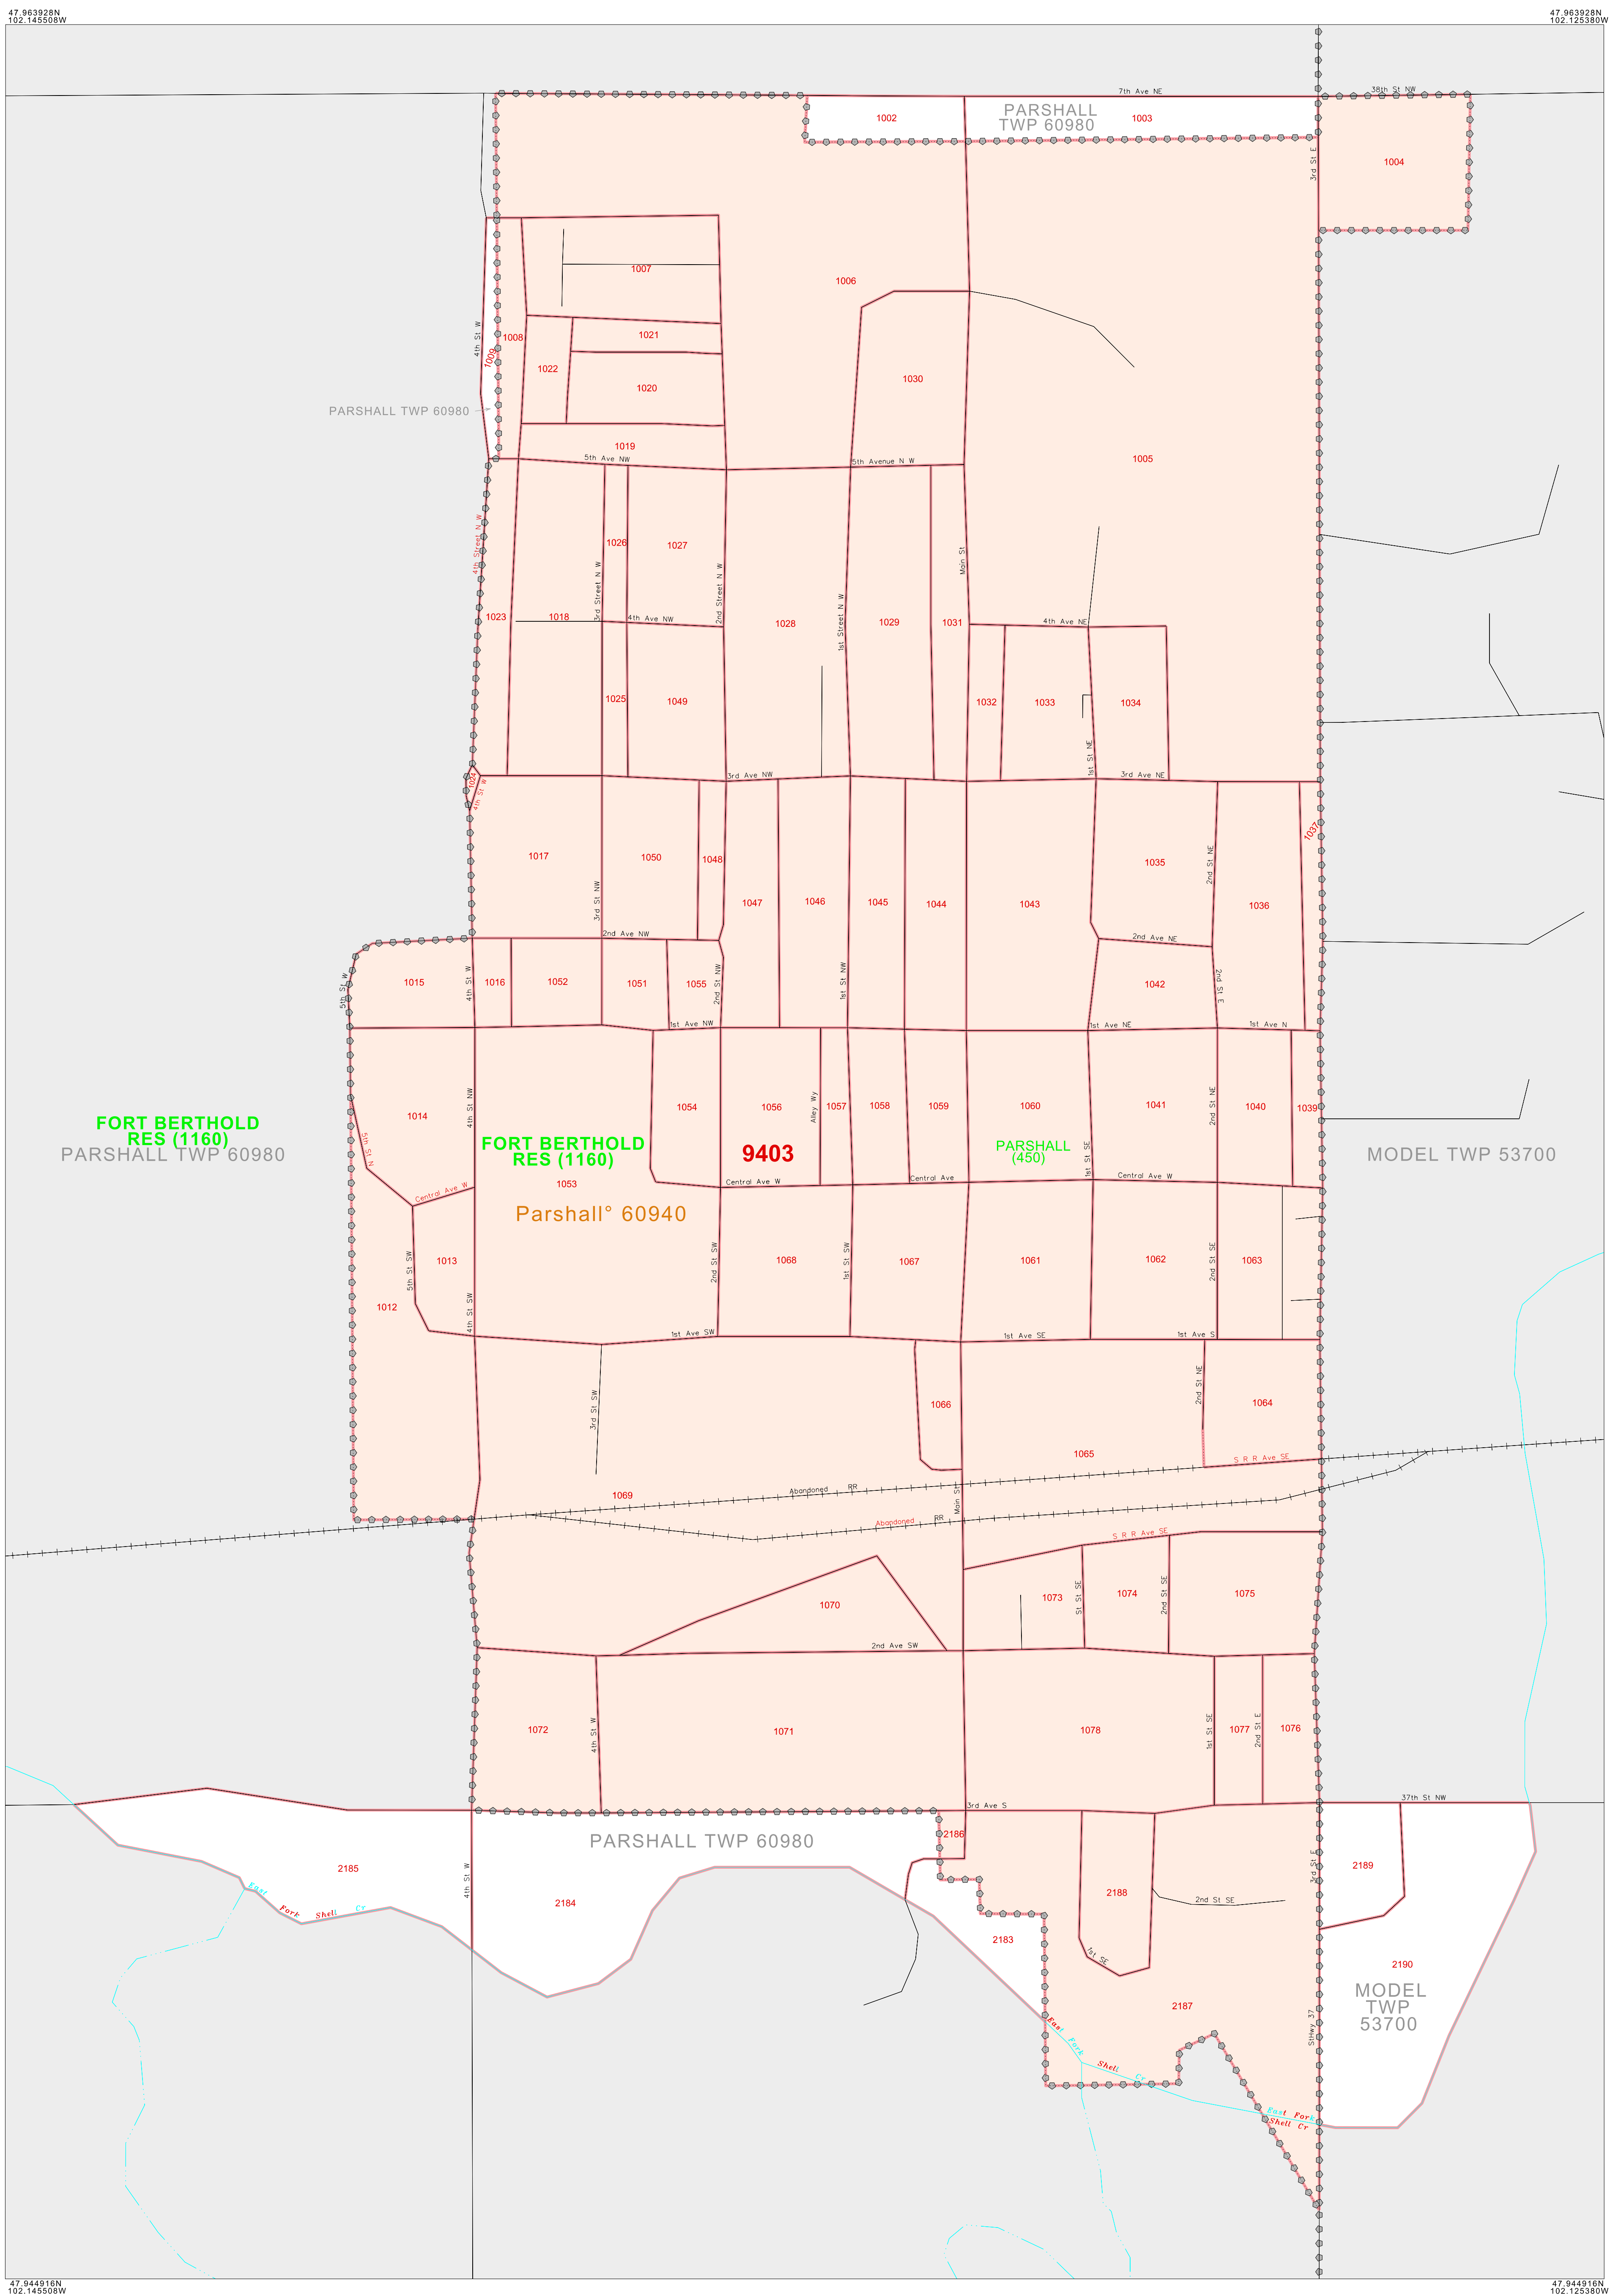 47.963928N
102.145508W
47.963928N
102.125380W
7th Ave NE
38th St NW
PARSHALL
TWP 60980
1002
1003
1004
3rd St E
1006
1007
4th St W
1009
1008
1021
1022
1020
1030
PARSHALL TWP 60980
1019
5th Ave NW
5th Avenue N W
1005
4th Street N W
1026
1027
Main St
3rd Street N W
2nd Street N W
1st Street N W
1023
1018
4th Ave NW
1028
1029
1031
4th Ave NE
1025
1049
1032
1033
1034
1st St NE
1024
4th St W
3rd Ave NW
3rd Ave NE
1037
1017
1050
1048
1035
2nd St NE
3rd St NW
1047
1046
1045
1044
1043
1036
2nd Ave NW
2nd Ave NE
5th St W
1015
4th St W
1016
1052
1051
1055
2nd St NW
1st St NW
1042
2nd St E
1st Ave NW
1st Ave NE
1st Ave N
1014
4th St NW
1054
1056
Alley Wy
1057
1058
1059
1060
1041
2nd St NE
1040
1039
FORT BERTHOLD
RES (1160)
PARSHALL TWP 60980
5th St N
FORT BERTHOLD
RES (1160)
9403
PARSHALL
(450)
1st St SE
MODEL TWP 53700
Central Ave W
1053
Central Ave W
Central Ave
Central Ave W
Parshall° 60940
5th St SW
1013
2nd St SW
1068
1st St SW
1067
1061
1062
2nd St SE
1063
1012
4th St SW
1st Ave SW
1st Ave SE
1st Ave S
3rd St SW
1066
2nd St NE
1064
1065
S R R Ave SE
1069
Abandoned RR
Main St
Abandoned RR
S R R Ave SE
1070
1073
St St SE
1074
2nd St SE
1075
2nd Ave SW
1072
4th St W
1071
1078
1st St SE
1077
2nd St E
1076
3rd Ave S
37th St NW
PARSHALL TWP 60980
2186
2185
4th St W
2184
2188
3rd St E
2189
2nd St SE
East Fork Shell Cr
2183
1st SE
2190
MODEL
TWP
53700
2187
StHwy 37
East Fork Shell Cr
East Fork
Shell Cr
47.944916N
102.145508W
47.944916N
102.125380W